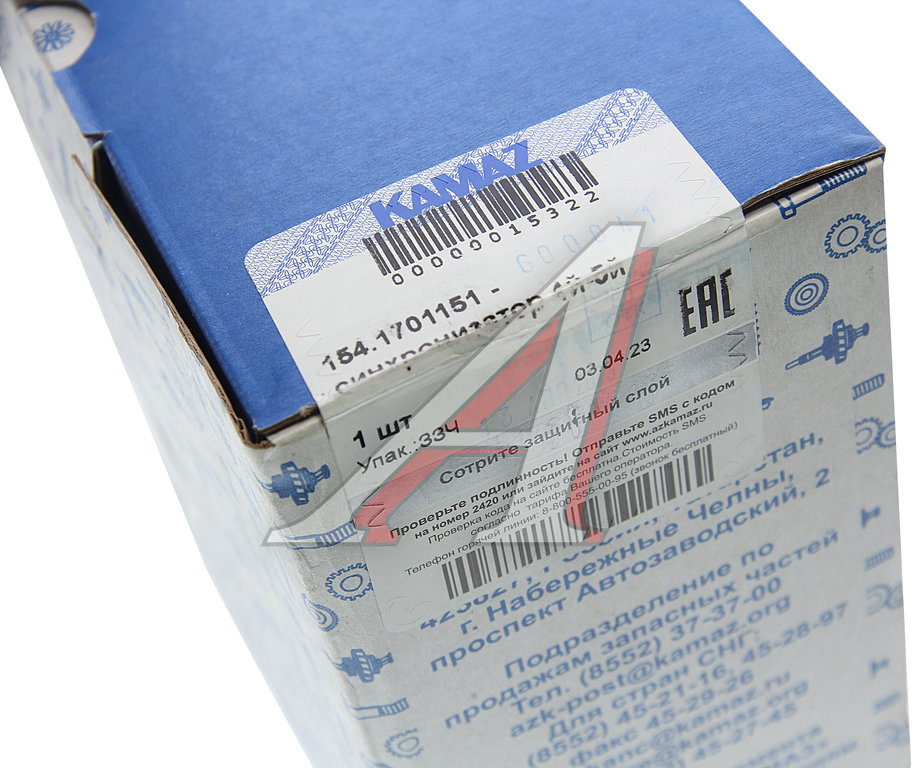 KAMAZ
00000015322
600041
154.1701151 -
синхронизатор 1й-5й
EAC
03.04.23
1 шт
Упак.:33Ч
Сотрите защитный слой
Проверьте подлинность! Отправьте SMS с кодом
на номер 2420 или зайдите на сайт www.azkamaz.ru
Проверка кода на сайте бесплатна.Стоимость SMS
согласно тарифа Вашего оператора.
Телефон горячей линии: 8-800-555-00-95 (звонок бесплатный)
г. Набережные Челны,
проспект Автозаводский, 2
Подразделение по
продажам запасных частей
Тел. (8552) 37-37-00
azk-post@kamaz.org
Для стран СНГ:
(8552) 45-21-16, 45-28-97
факс 45-29-26
45-27-45